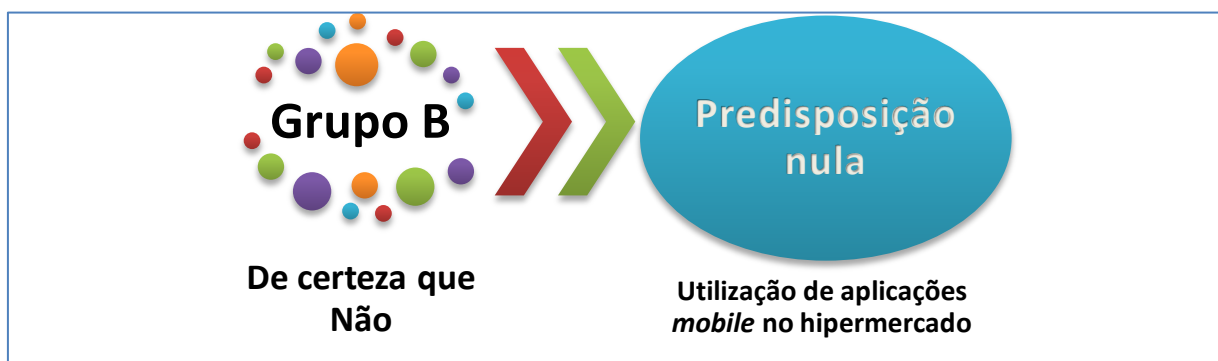 Grupo B
Predisposição
nula
De certeza que
Não
Utilização de aplicações
mobile no hipermercado